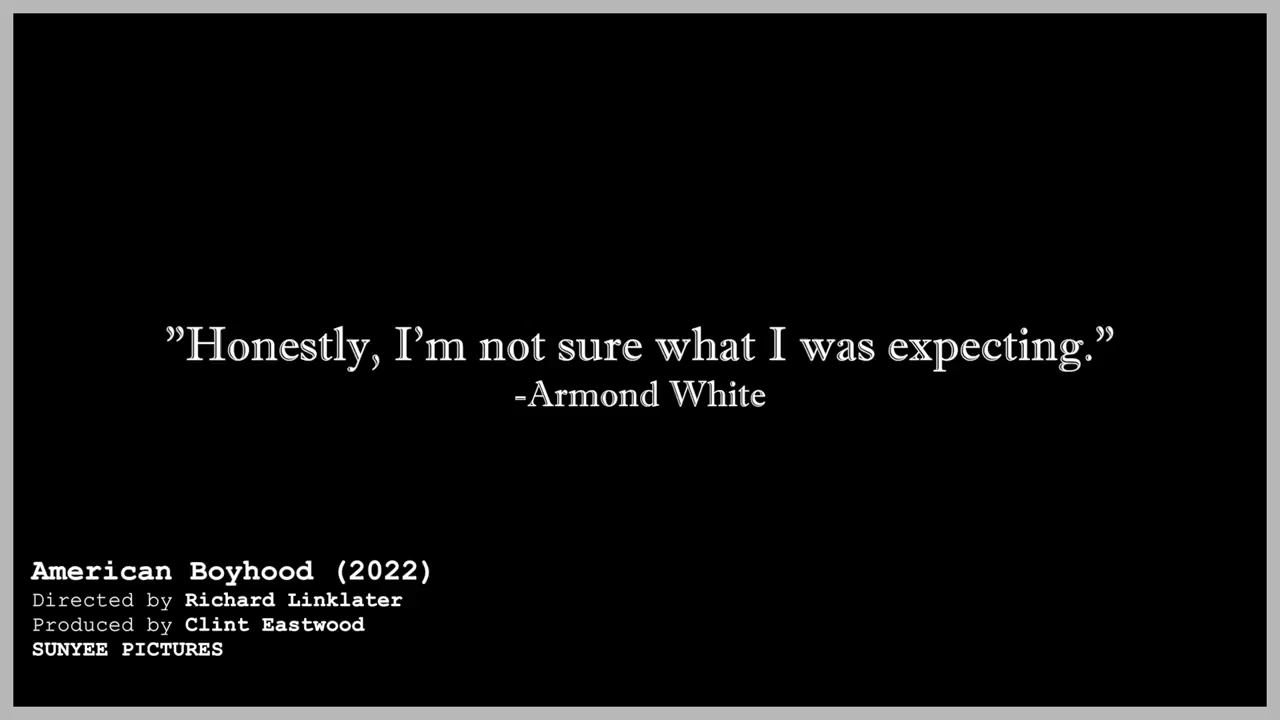 ”Honestly, I’m not sure what I was expecting.”
-Armond White
American Boyhood (2022)
Directed by Richard Linklater
Produced by Clint Eastwood
SUNYEE PICTURES